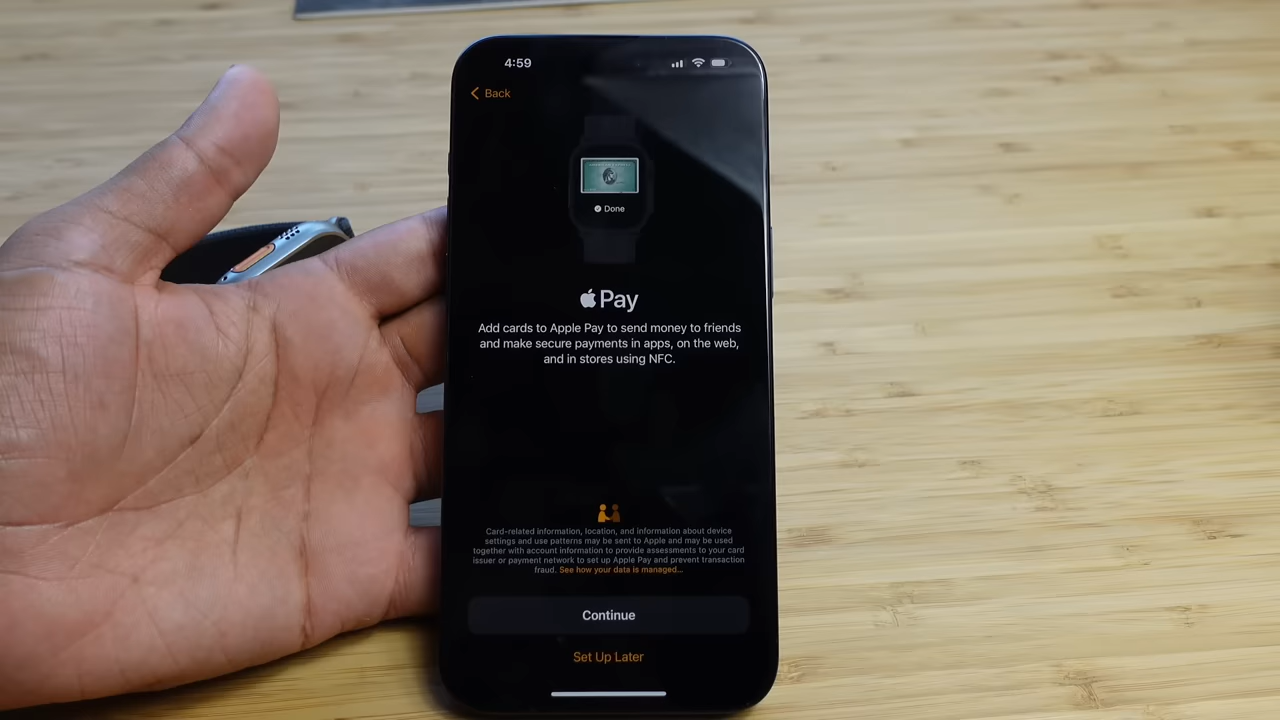 4:59
Back
AMERICAN EXPRESS
Done
Pay
Add cards to Apple Pay to send money to friends
and make secure payments in apps, on the web,
and in stores using NFC.
Card-related information, location, and information about device
settings and use patterns may be sent to Apple and may be used
together with account information to provide assessments to your card
issuer or payment network to set up Apple Pay and prevent transaction
fraud. See how your data is managed...
Continue
Set Up Later